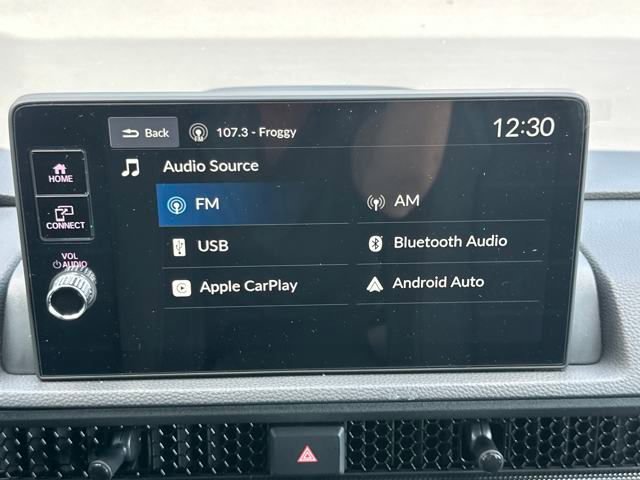 Back 107.3 - Froggy 12:30
HOME
Audio Source
CONNECT
FM AM
VOL
AUDIO
USB Bluetooth Audio
Apple CarPlay Android Auto